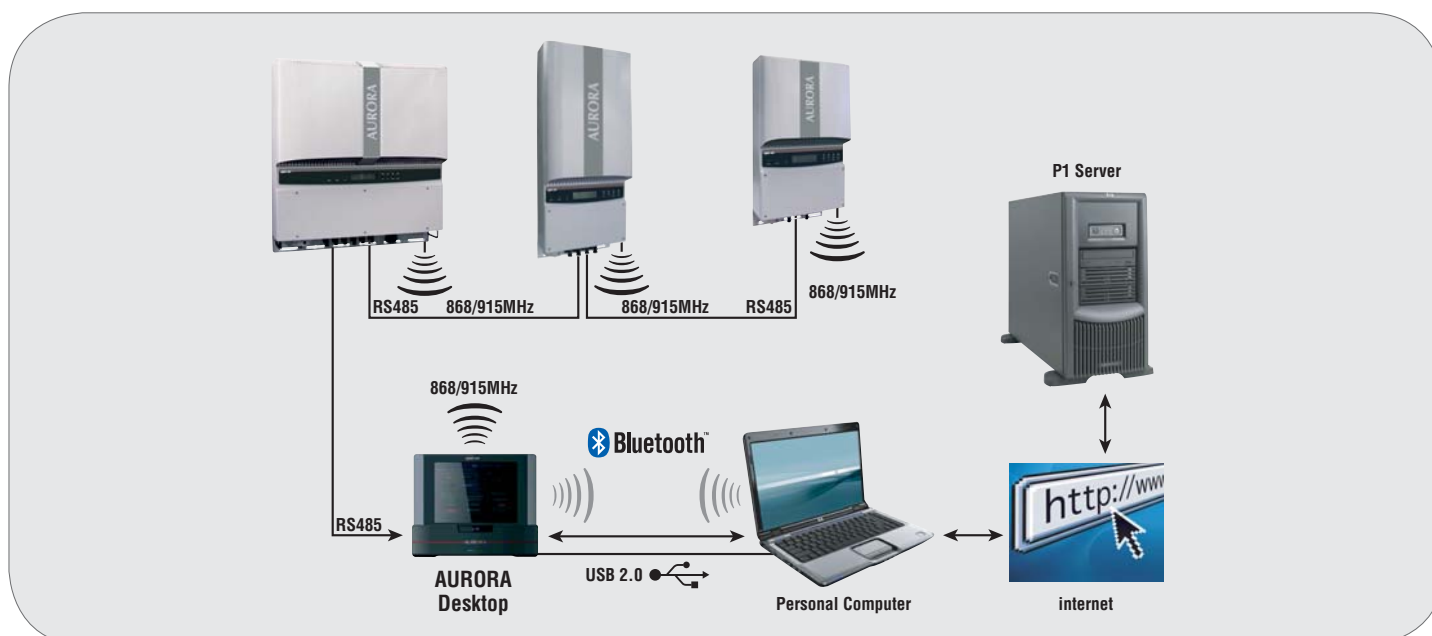 AURORA
AURORA
AURORA
P1 Server
RS485
868/915MHz
868/915MHz
RS485
868/915MHz
868/915MHz
Bluetooth™
http://www
RS485
USB 2.0
AURORA
Desktop
Personal Computer
internet